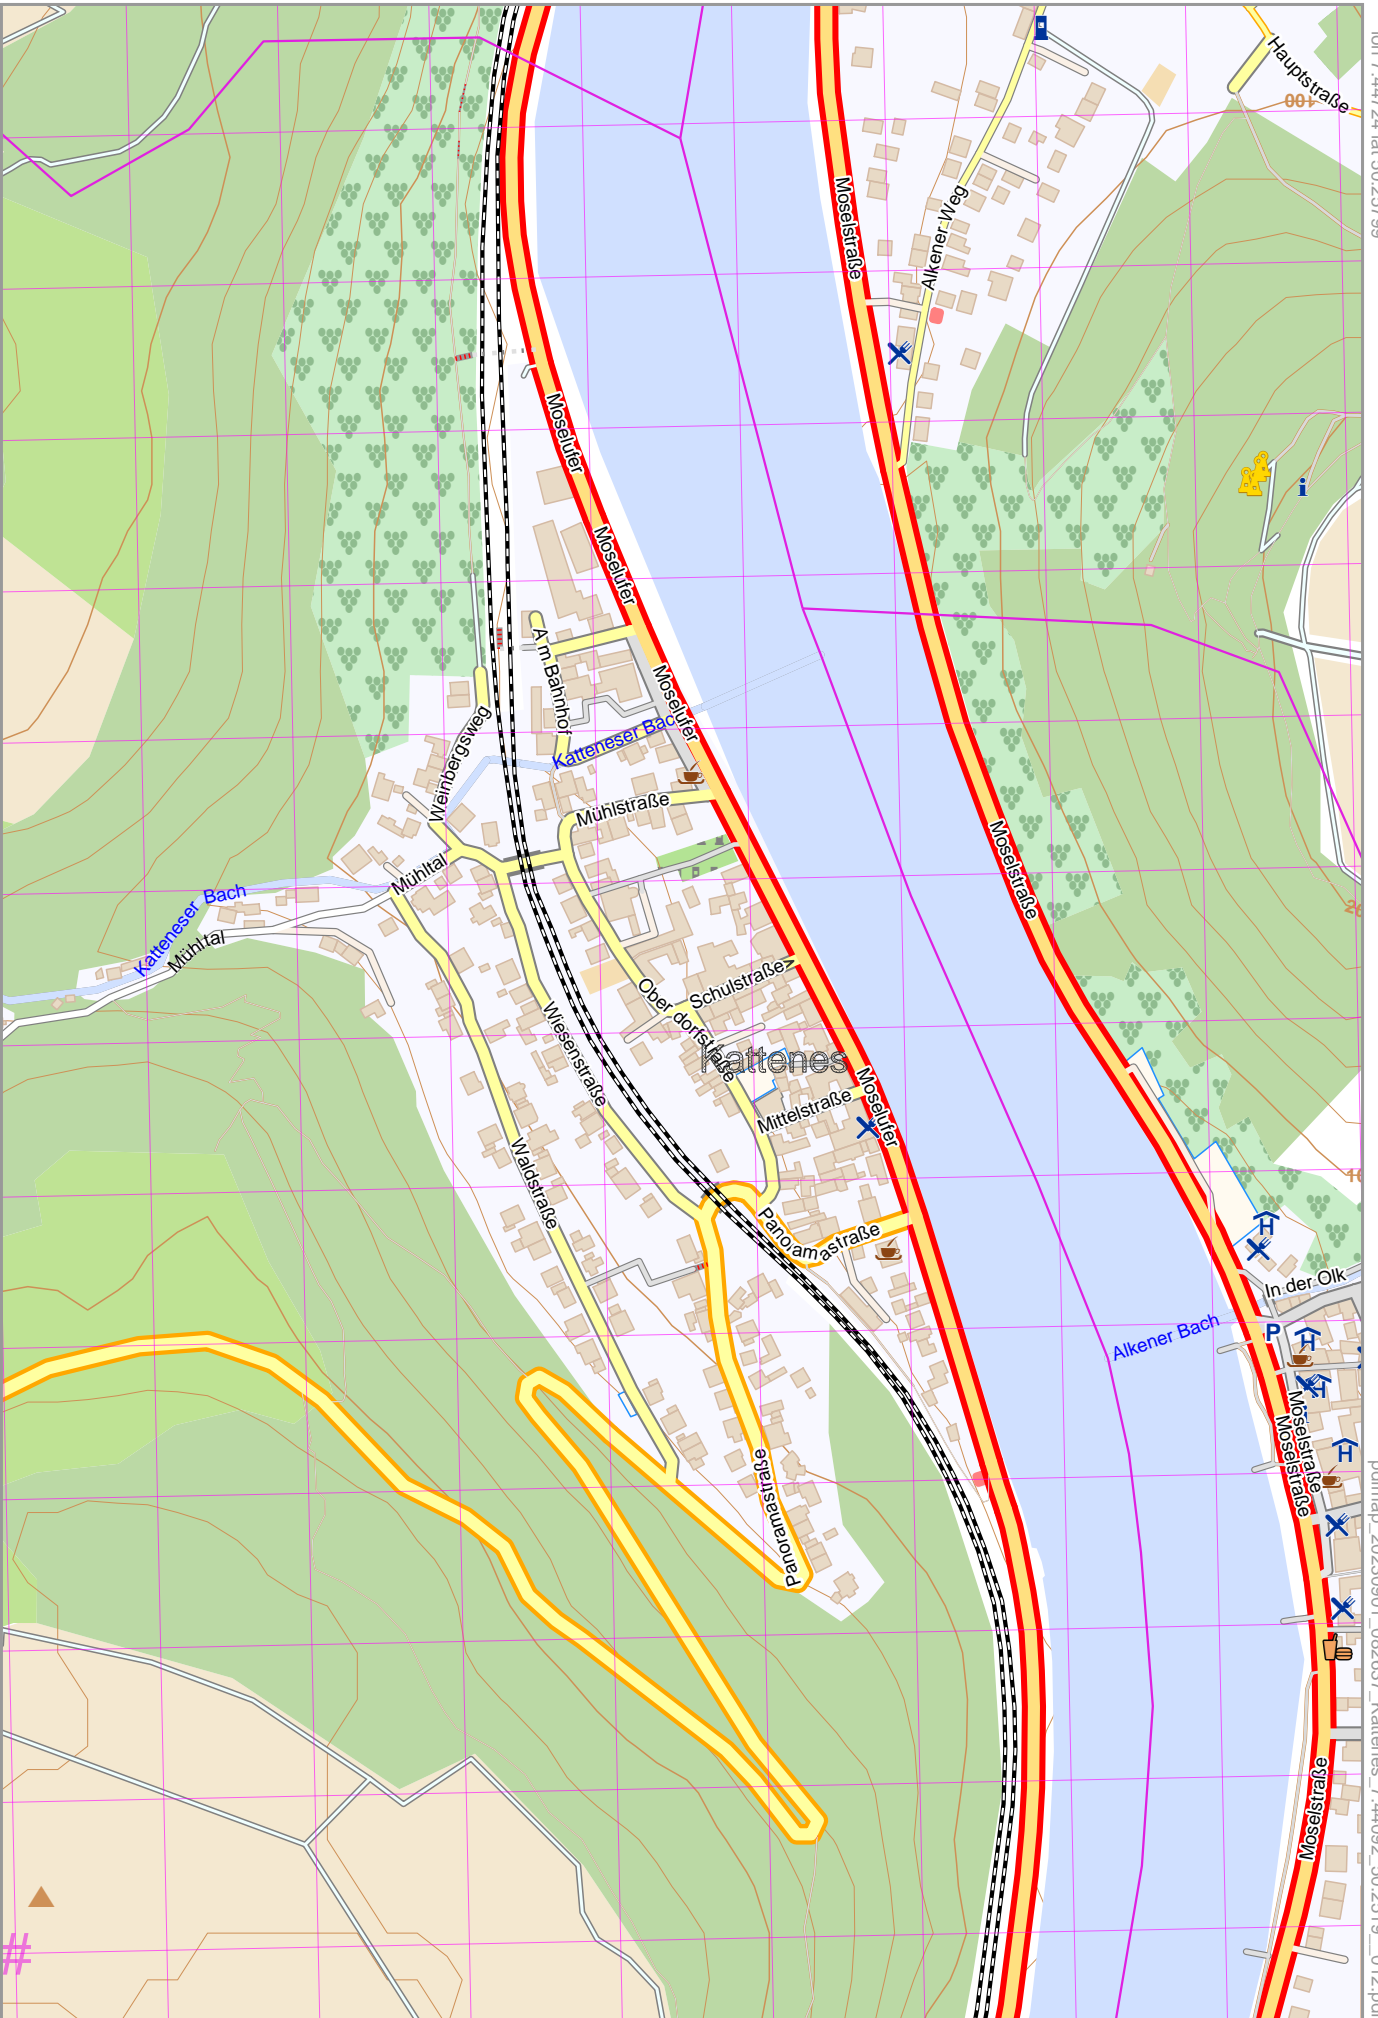 Hauptstraße
100
Moselstraße
Alkener Weg
Moselufer
Moselufer
i
Am Bahnhof
Moselufer
Weinbergsweg
Katteneser Bach
Mühlstraße
Moselstraße
Mühltal
Katteneser Bach
Mühltal
Schulstraße
Oberdorfstraße
Wiesenstraße
Kattenes
Moselufer
Mittelstraße
Waldstraße
Panoramastraße
In der Olk
Alkener Bach
P
H
H
H
H
Moselstraße
Moselstraße
Panoramastraße
Moselstraße
#